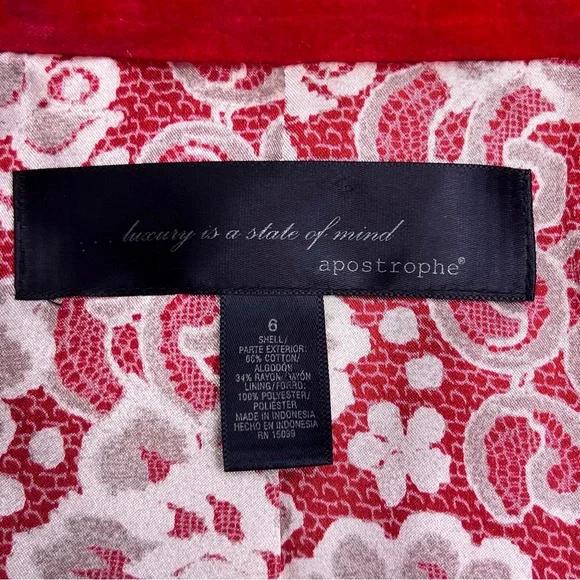 luxury is a state of mind
apostrophe®
6
SHELL/
PARTE EXTERIOR:
66% COTTON/
ALGODON
34% RAYON/RAYÓN
LINING/FORRO:
100% POLYESTER/
POLIÉSTER
MADE IN INDONESIA
HECHO EN INDONESIA
RN 15099